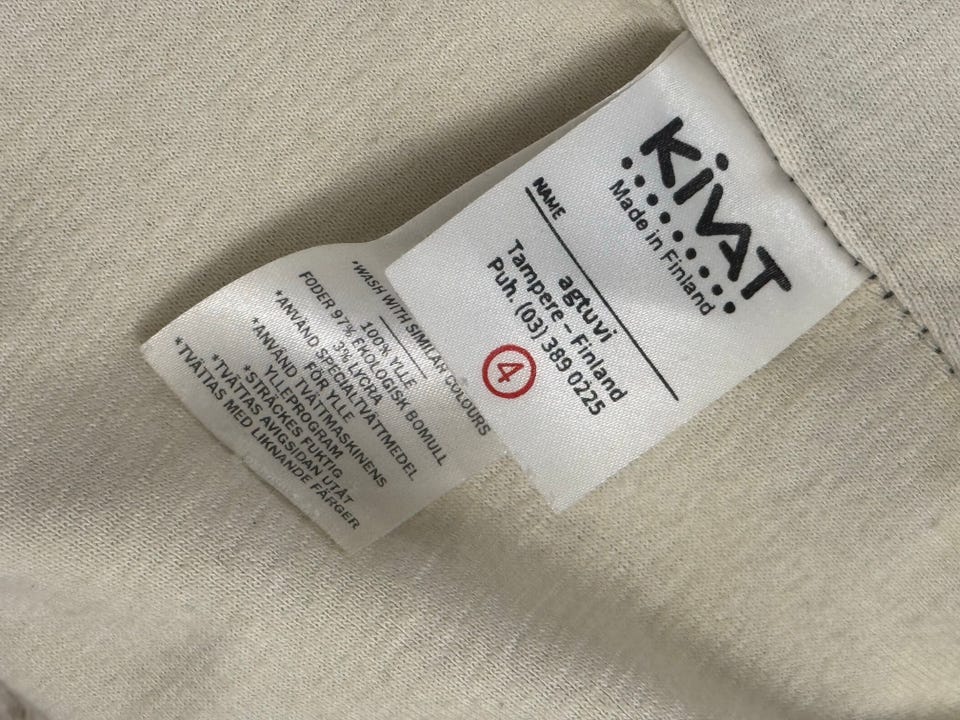 KiVAT
Made in Finland
NAME
agtuvi
Tampere – Finland
Puh. (03) 389 0225
4
*WASH WITH SIMILAR COLOURS
100% YLLE
FODER 97% EKOLOGISK BOMULL
3% LYCRA
*ANVÄND SPECIALTVÄTTMEDEL
FÖR YLLE
*ANVÄND TVÄTTMASKINENS
YLLEPROGRAM
*STRÄCKES FUKTIG
*TVÄTTAS AVIGSIDAN UTÅT
*TVÄTTAS MED LIKNANDE FÄRGER